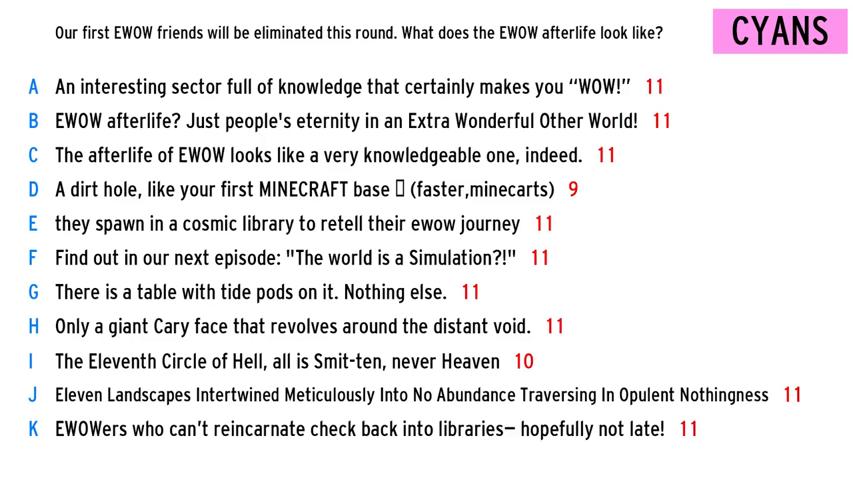 Our first EWOW friends will be eliminated this round. What does the EWOW afterlife look like?
CYANS
A An interesting sector full of knowledge that certainly makes you “WOW!” 11
B EWOW afterlife? Just people's eternity in an Extra Wonderful Other World! 11
C The afterlife of EWOW looks like a very knowledgeable one, indeed. 11
D A dirt hole, like your first MINECRAFT base ▯ (faster,minecarts) 9
E they spawn in a cosmic library to retell their ewow journey 11
F Find out in our next episode: "The world is a Simulation?!" 11
G There is a table with tide pods on it. Nothing else. 11
H Only a giant Cary face that revolves around the distant void. 11
I The Eleventh Circle of Hell, all is Smit-ten, never Heaven 10
J Eleven Landscapes Intertwined Meticulously Into No Abundance Traversing In Opulent Nothingness 11
K EWOWers who can’t reincarnate check back into libraries— hopefully not late! 11